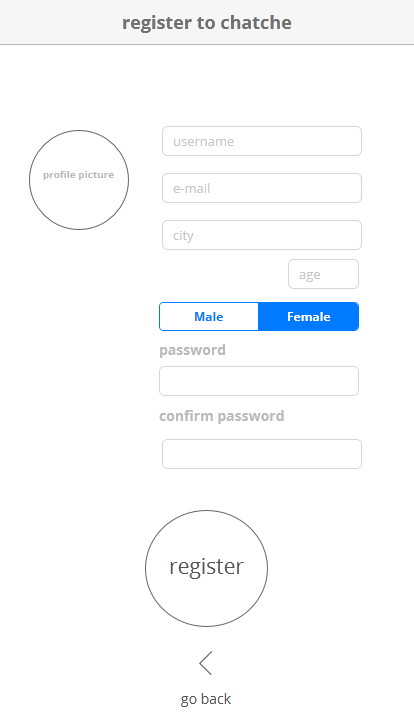 register to chatche
profile picture
username
e-mail
city
age
Male Female
password
confirm password
register
go back